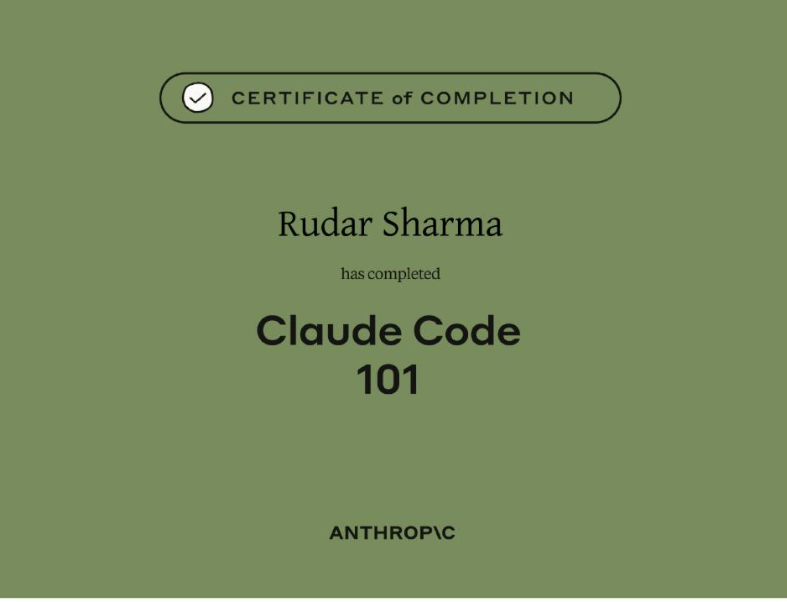 CERTIFICATE of COMPLETION
Rudar Sharma
has completed
Claude Code
101
ANTHROP\C